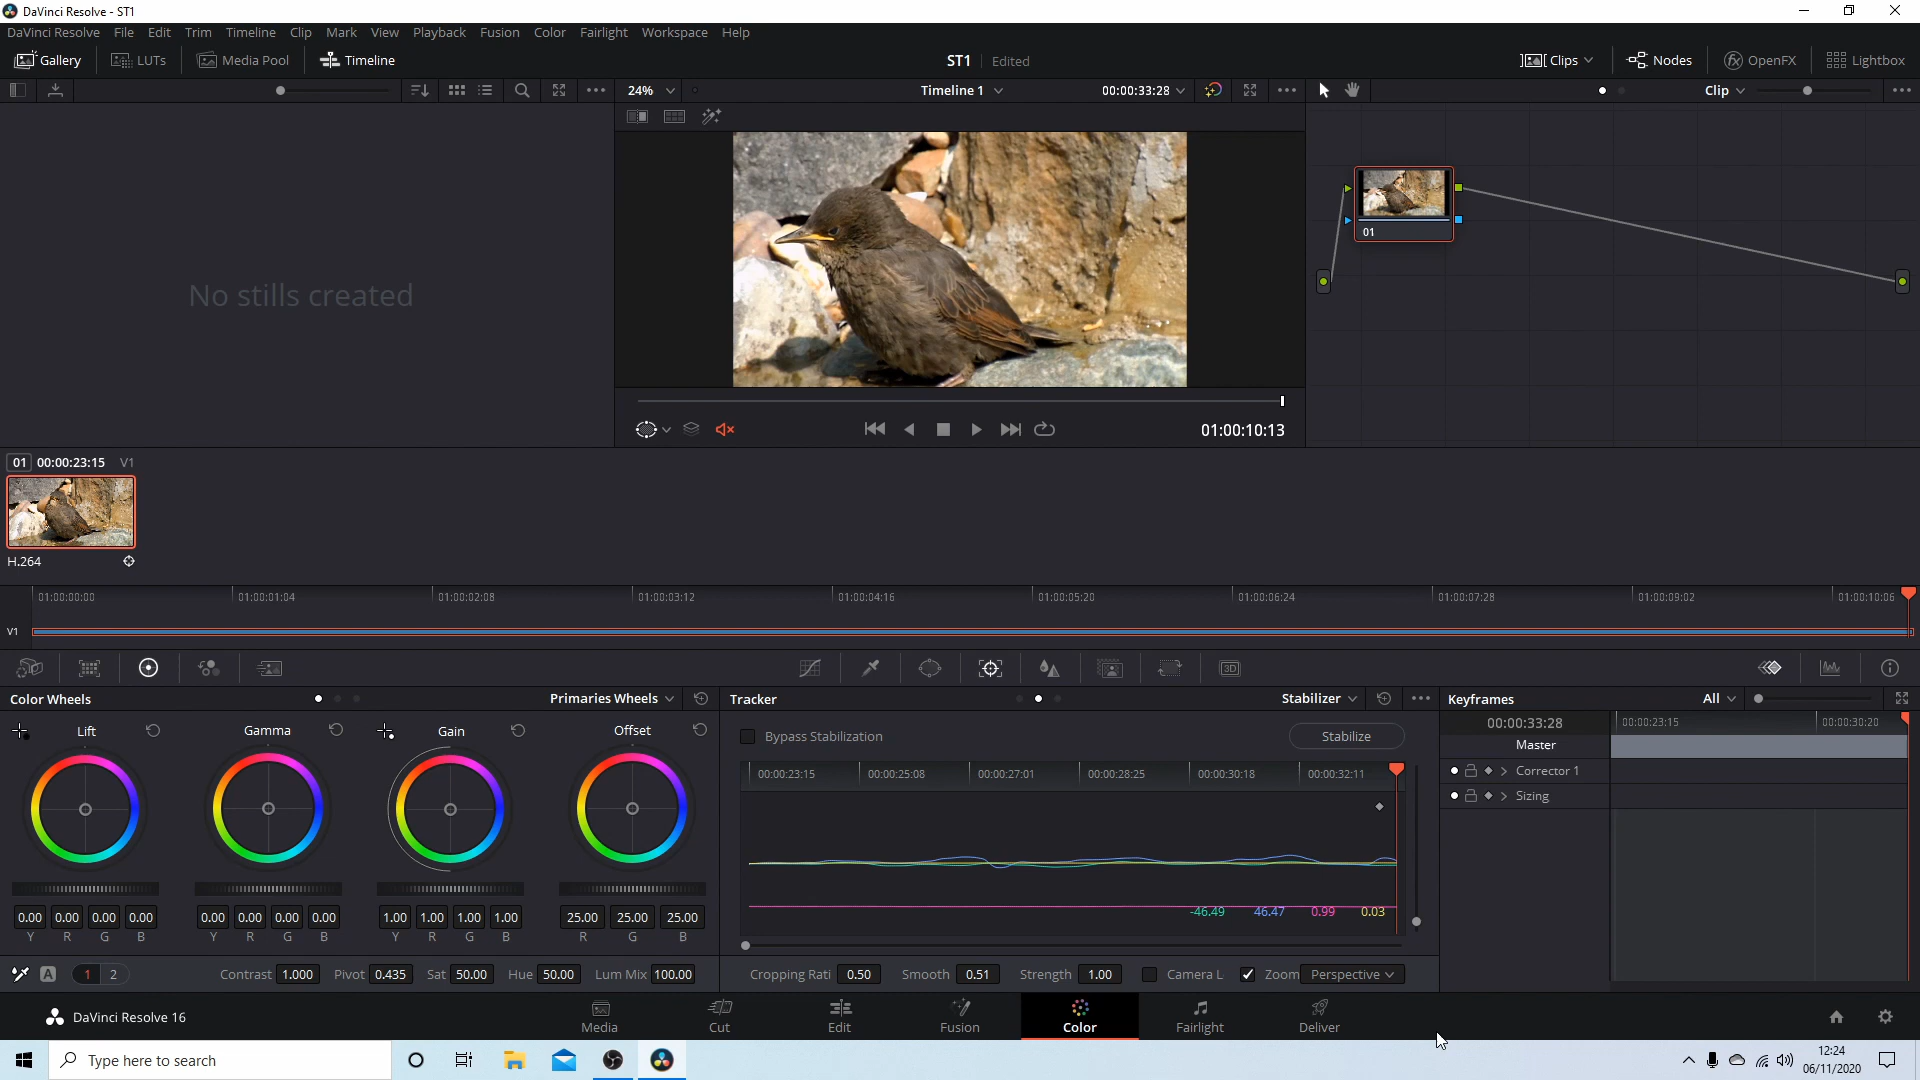 DaVinci Resolve - ST1
DaVinci Resolve File Edit Trim Timeline Clip Mark View Playback Fusion Color Fairlight Workspace Help
Gallery LUTs Media Pool Timeline ST1 Edited Clips Nodes OpenFX Lightbox
24% Timeline 1 00:00:33:28 Clip
No stills created
01
01:00:10:13
01 00:00:23:15 V1
H.264
01:00:00:00 01:00:01:04 01:00:02:08 01:00:03:12 01:00:04:16 01:00:05:20 01:00:06:24 01:00:07:28 01:00:09:02 01:00:10:06
V1
3D
Color Wheels Primaries Wheels Tracker Stabilizer Keyframes All
00:00:33:28 00:00:23:15 00:00:30:20
Lift Gamma Gain Offset Bypass Stabilization Stabilize Master
00:00:23:15 00:00:25:08 00:00:27:01 00:00:28:25 00:00:30:18 00:00:32:11 Corrector 1
Sizing
-46.49 46.47 0.99 0.03
0.00 0.00 0.00 0.00 0.00 0.00 0.00 0.00 1.00 1.00 1.00 1.00 25.00 25.00 25.00
Y R G B Y R G B Y R G B R G B
A 1 2 Contrast 1.000 Pivot 0.435 Sat 50.00 Hue 50.00 Lum Mix 100.00 Cropping Rati 0.50 Smooth 0.51 Strength 1.00 Camera L Zoom Perspective
DaVinci Resolve 16 Media Cut Edit Fusion Color Fairlight Deliver
Type here to search 12:24
06/11/2020